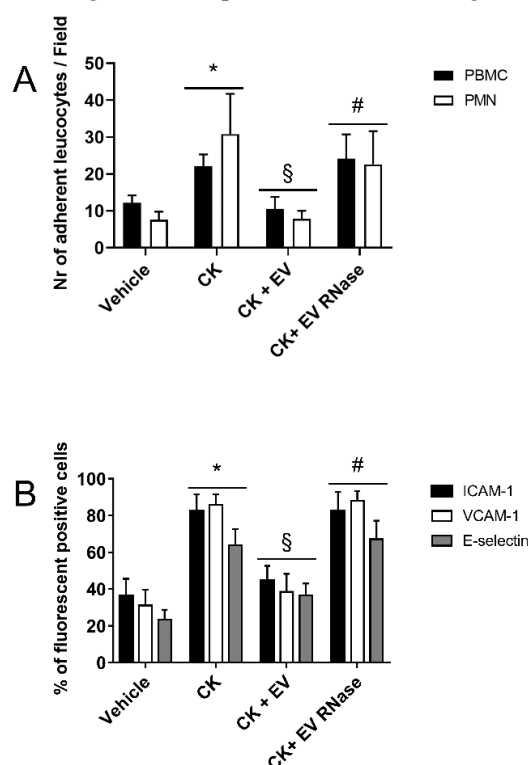 A
Nr of adherent leucocytes / Field
50
40
30
20
10
0
*
§
#
PBMC
PMN
Vehicle
CK
CK + EV
CK+ EV RNase
B
% of fluorescent positive cells
100
80
60
40
20
0
*
§
#
ICAM-1
VCAM-1
E-selectin
Vehicle
CK
CK + EV
CK+ EV RNase